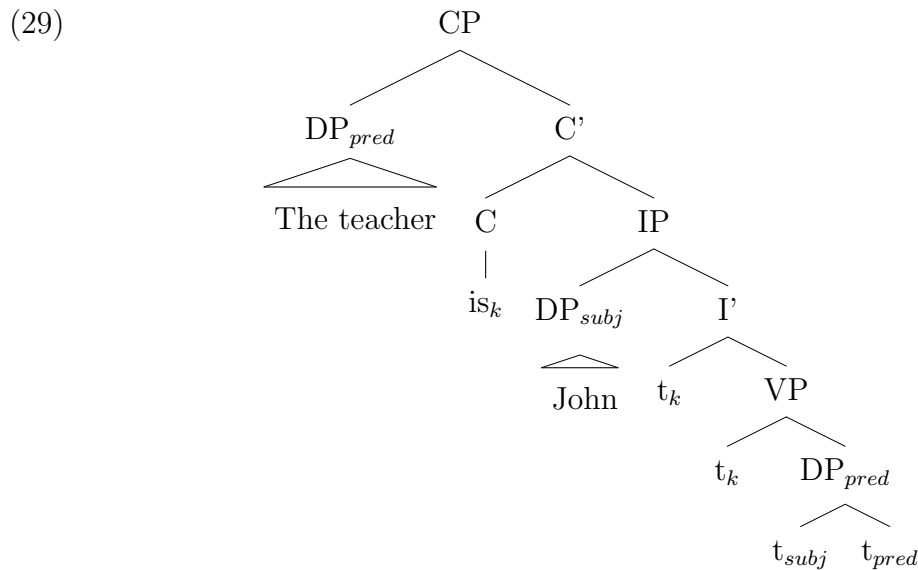 (29) CP
DP_pred C'
The teacher C IP
is_k DP_subj I'
John t_k VP
t_k DP_pred
t_subj t_pred